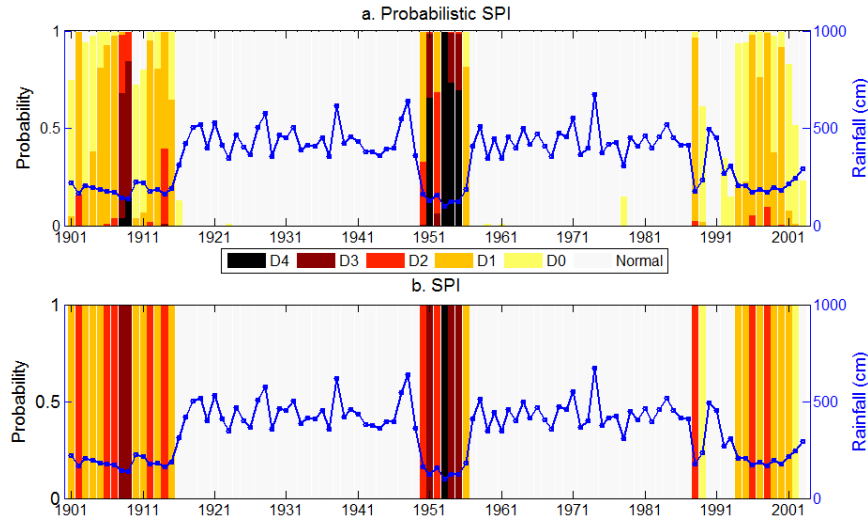 a. Probabilistic SPI
1 1000
Probability 0.5 500 Rainfall (cm)
0 0
1901 1911 1921 1931 1941 1951 1961 1971 1981 1991 2001
D4 D3 D2 D1 D0 Normal
b. SPI
1 1000
Probability 0.5 500 Rainfall (cm)
0 0
1901 1911 1921 1931 1941 1951 1961 1971 1981 1991 2001